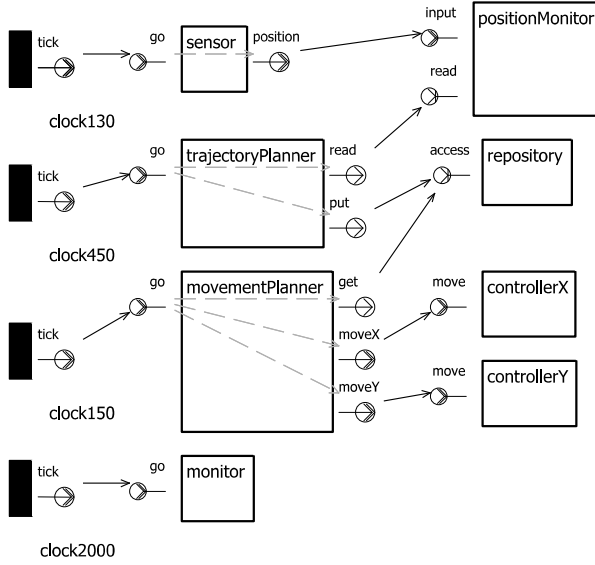 input
positionMonitor
tick
go
sensor
position
read
clock130
go
trajectoryPlanner
read
access
repository
tick
put
clock450
go
movementPlanner
get
move
controllerX
tick
moveX
clock150
moveY
move
controllerY
tick
go
monitor
clock2000